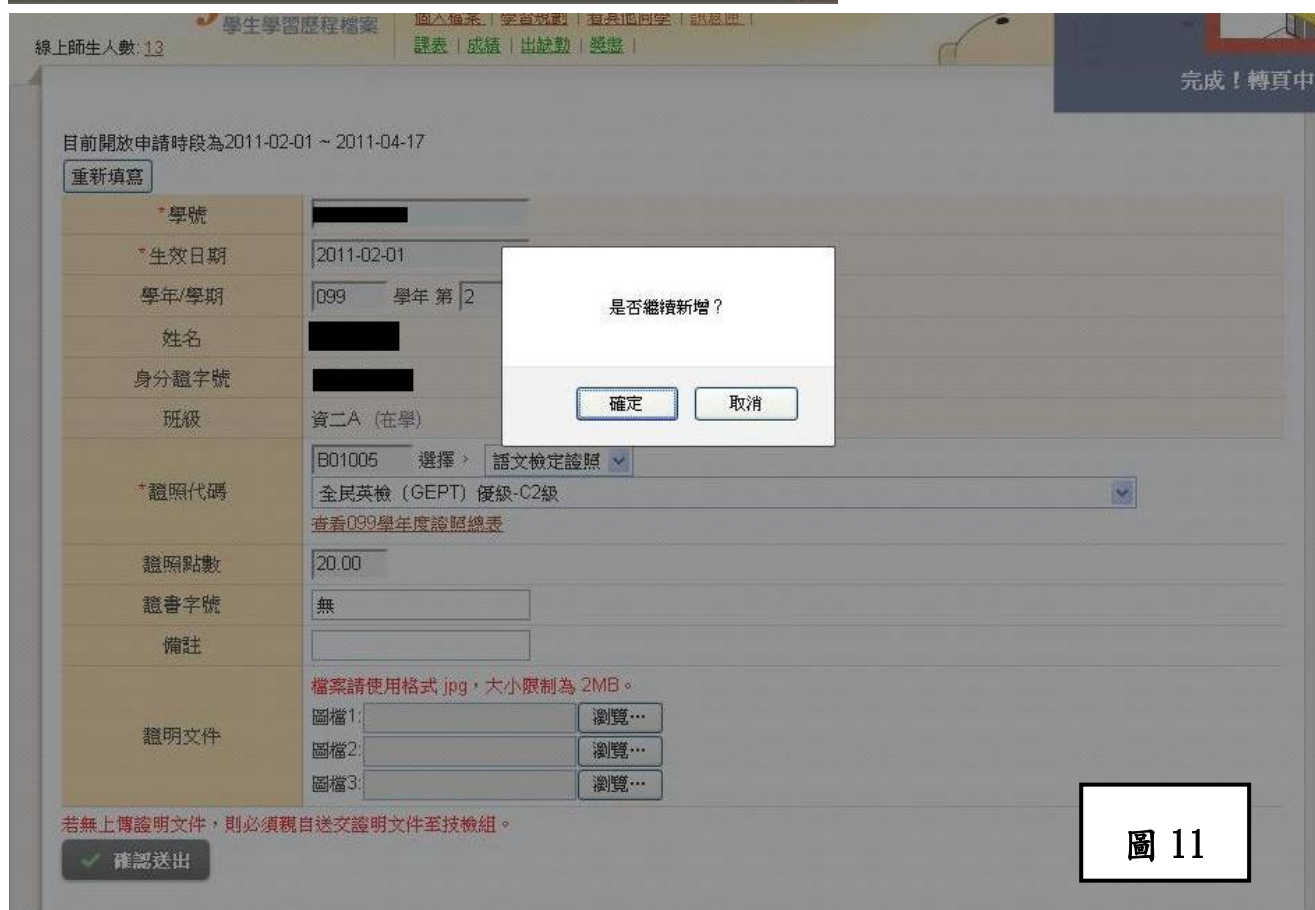 學生學習歷程檔案
個人檔案 | 學習規劃 | 看其他同學 | 訊息匣 |
線上師生人數: 13
課表 | 成績 | 出缺勤 | 獎懲 |
完成！轉頁中
目前開放申請時段為2011-02-01 ~ 2011-04-17
重新填寫
*學號
*生效日期 2011-02-01
學年/學期 099 學年 第 2
是否繼續新增？
姓名
身分證字號
確定 取消
班級 資二A (在學)
B01005 選擇﹥ 語文檢定證照
*證照代碼 全民英檢（GEPT）優級-C2級
查看099學年度證照總表
證照點數 20.00
證書字號 無
備註
檔案請使用格式 jpg，大小限制為 2MB。
證明文件
圖檔1: 瀏覽…
圖檔2: 瀏覽…
圖檔3: 瀏覽…
若無上傳證明文件，則必須親自送交證明文件至技檢組。
確認送出
圖 11